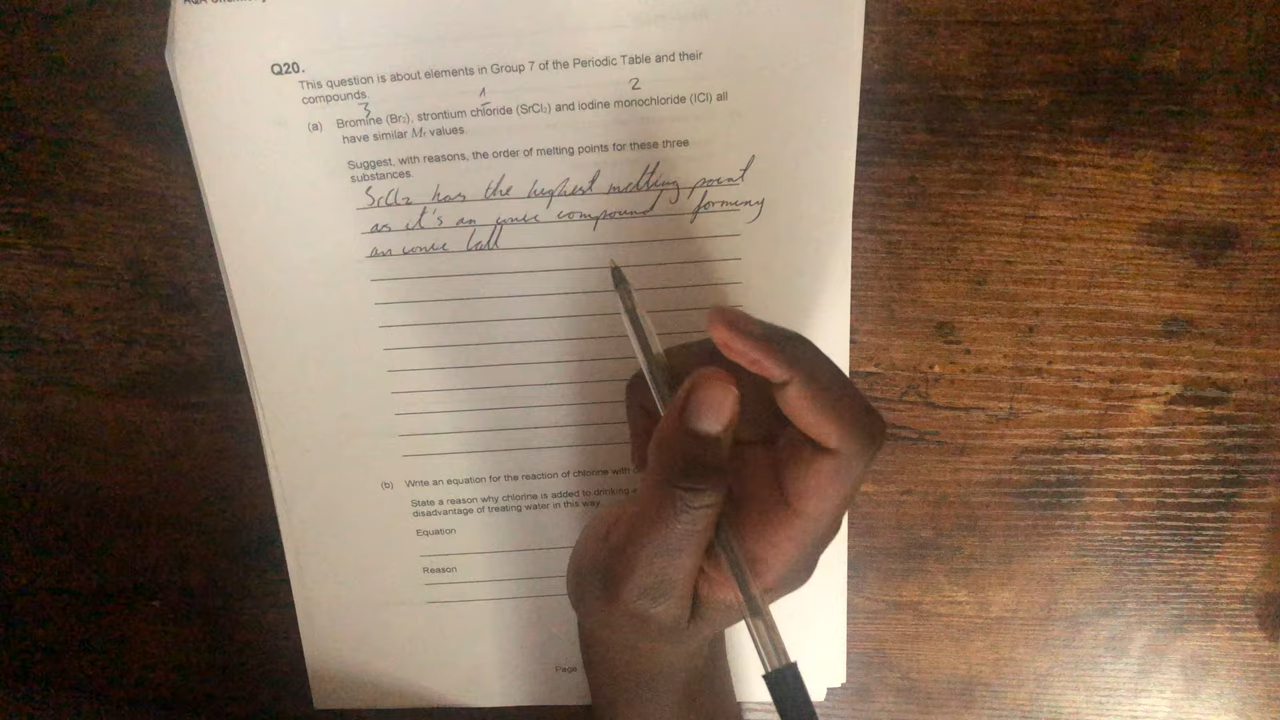 Q20.
This question is about elements in Group 7 of the Periodic Table and their
compounds.
3 1 2
(a) Bromine (Br₂), strontium chloride (SrCl₂) and iodine monochloride (ICl) all
have similar Mᵣ values.
Suggest, with reasons, the order of melting points for these three
substances.
SrCl₂ has the highest melting point
as it's an ionic compound forming
an ionic latt
(b) Write an equation for the reaction of chlorine with
State a reason why chlorine is added to drinking
disadvantage of treating water in this way.
Equation
Reason
Page